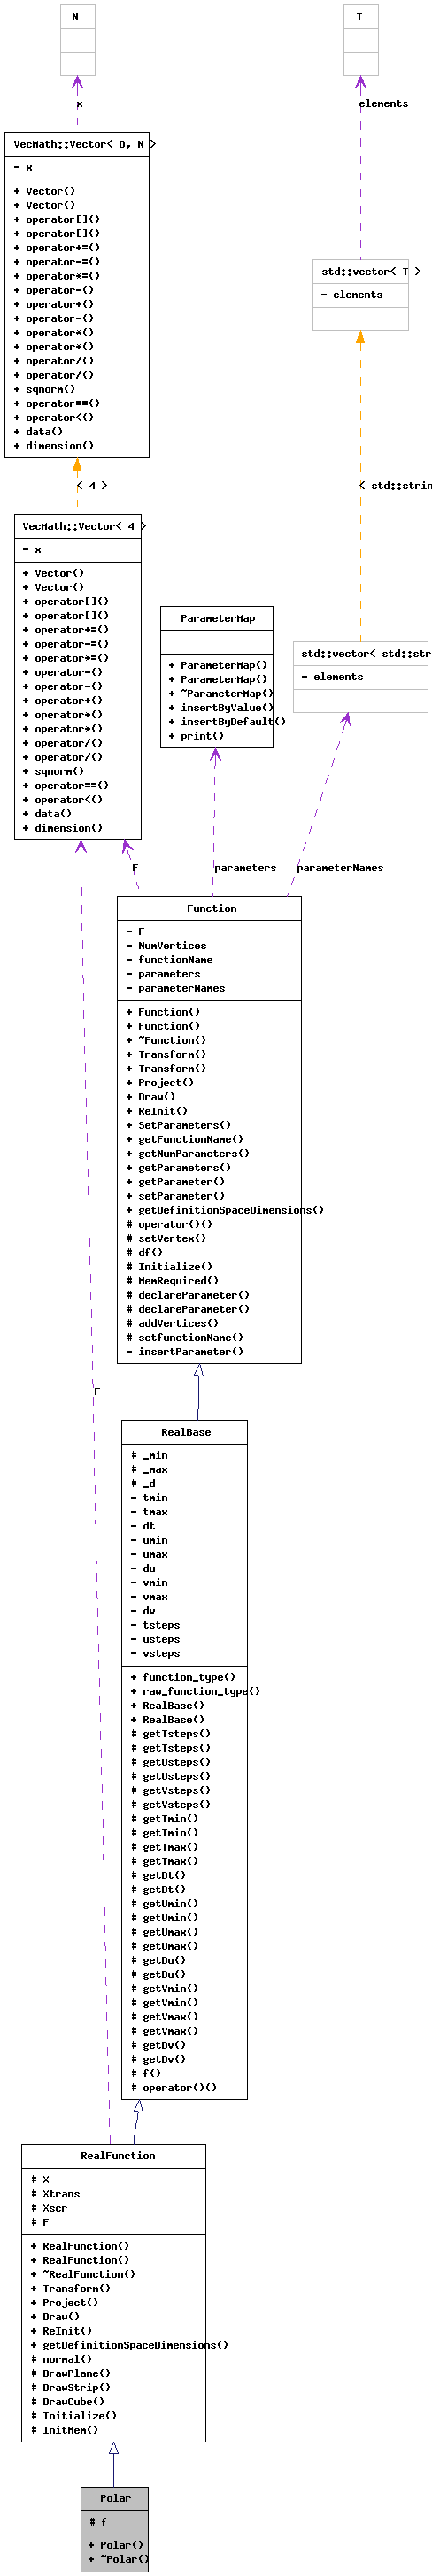 N
T
x
elements
VecMath::Vector< D, N >
- x
+ Vector()
+ Vector()
+ operator[]()
+ operator[]()
+ operator+=()
+ operator-=()
+ operator*=()
+ operator-()
+ operator+()
+ operator-()
+ operator*()
+ operator*()
+ operator/()
+ operator/()
+ sqnorm()
+ operator==()
+ operator<()
+ data()
+ dimension()
std::vector< T >
- elements
< 4 >
< std::strin
VecMath::Vector< 4 >
- x
+ Vector()
+ Vector()
+ operator[]()
+ operator[]()
+ operator+=()
+ operator-=()
+ operator*=()
+ operator-()
+ operator-()
+ operator+()
+ operator*()
+ operator*()
+ operator/()
+ operator/()
+ sqnorm()
+ operator==()
+ operator<()
+ data()
+ dimension()
ParameterMap
+ ParameterMap()
+ ParameterMap()
+ ~ParameterMap()
+ insertByValue()
+ insertByDefault()
+ print()
std::vector< std::str
- elements
F
parameters
parameterNames
Function
- F
- NumVertices
- functionName
- parameters
- parameterNames
+ Function()
+ Function()
+ ~Function()
+ Transform()
+ Transform()
+ Project()
+ Draw()
+ ReInit()
+ SetParameters()
+ getFunctionName()
+ getNumParameters()
+ getParameters()
+ getParameter()
+ setParameter()
+ getDefinitionSpaceDimensions()
# operator()()
# setVertex()
# df()
# Initialize()
# MemRequired()
# declareParameter()
# declareParameter()
# addVertices()
# setfunctionName()
- insertParameter()
F
RealBase
# _min
# _max
# _d
- tmin
- tmax
- dt
- umin
- umax
- du
- vmin
- vmax
- dv
- tsteps
- usteps
- vsteps
+ function_type()
+ raw_function_type()
+ RealBase()
+ RealBase()
# getTsteps()
# getTsteps()
# getUsteps()
# getUsteps()
# getVsteps()
# getVsteps()
# getTmin()
# getTmin()
# getTmax()
# getTmax()
# getDt()
# getDt()
# getUmin()
# getUmin()
# getUmax()
# getUmax()
# getDu()
# getDu()
# getVmin()
# getVmin()
# getVmax()
# getVmax()
# getDv()
# getDv()
# f()
# operator()()
RealFunction
# X
# Xtrans
# Xscr
# F
+ RealFunction()
+ RealFunction()
+ ~RealFunction()
+ Transform()
+ Project()
+ Draw()
+ ReInit()
+ getDefinitionSpaceDimensions()
# normal()
# DrawPlane()
# DrawStrip()
# DrawCube()
# Initialize()
# InitMem()
Polar
# f
+ Polar()
+ ~Polar()